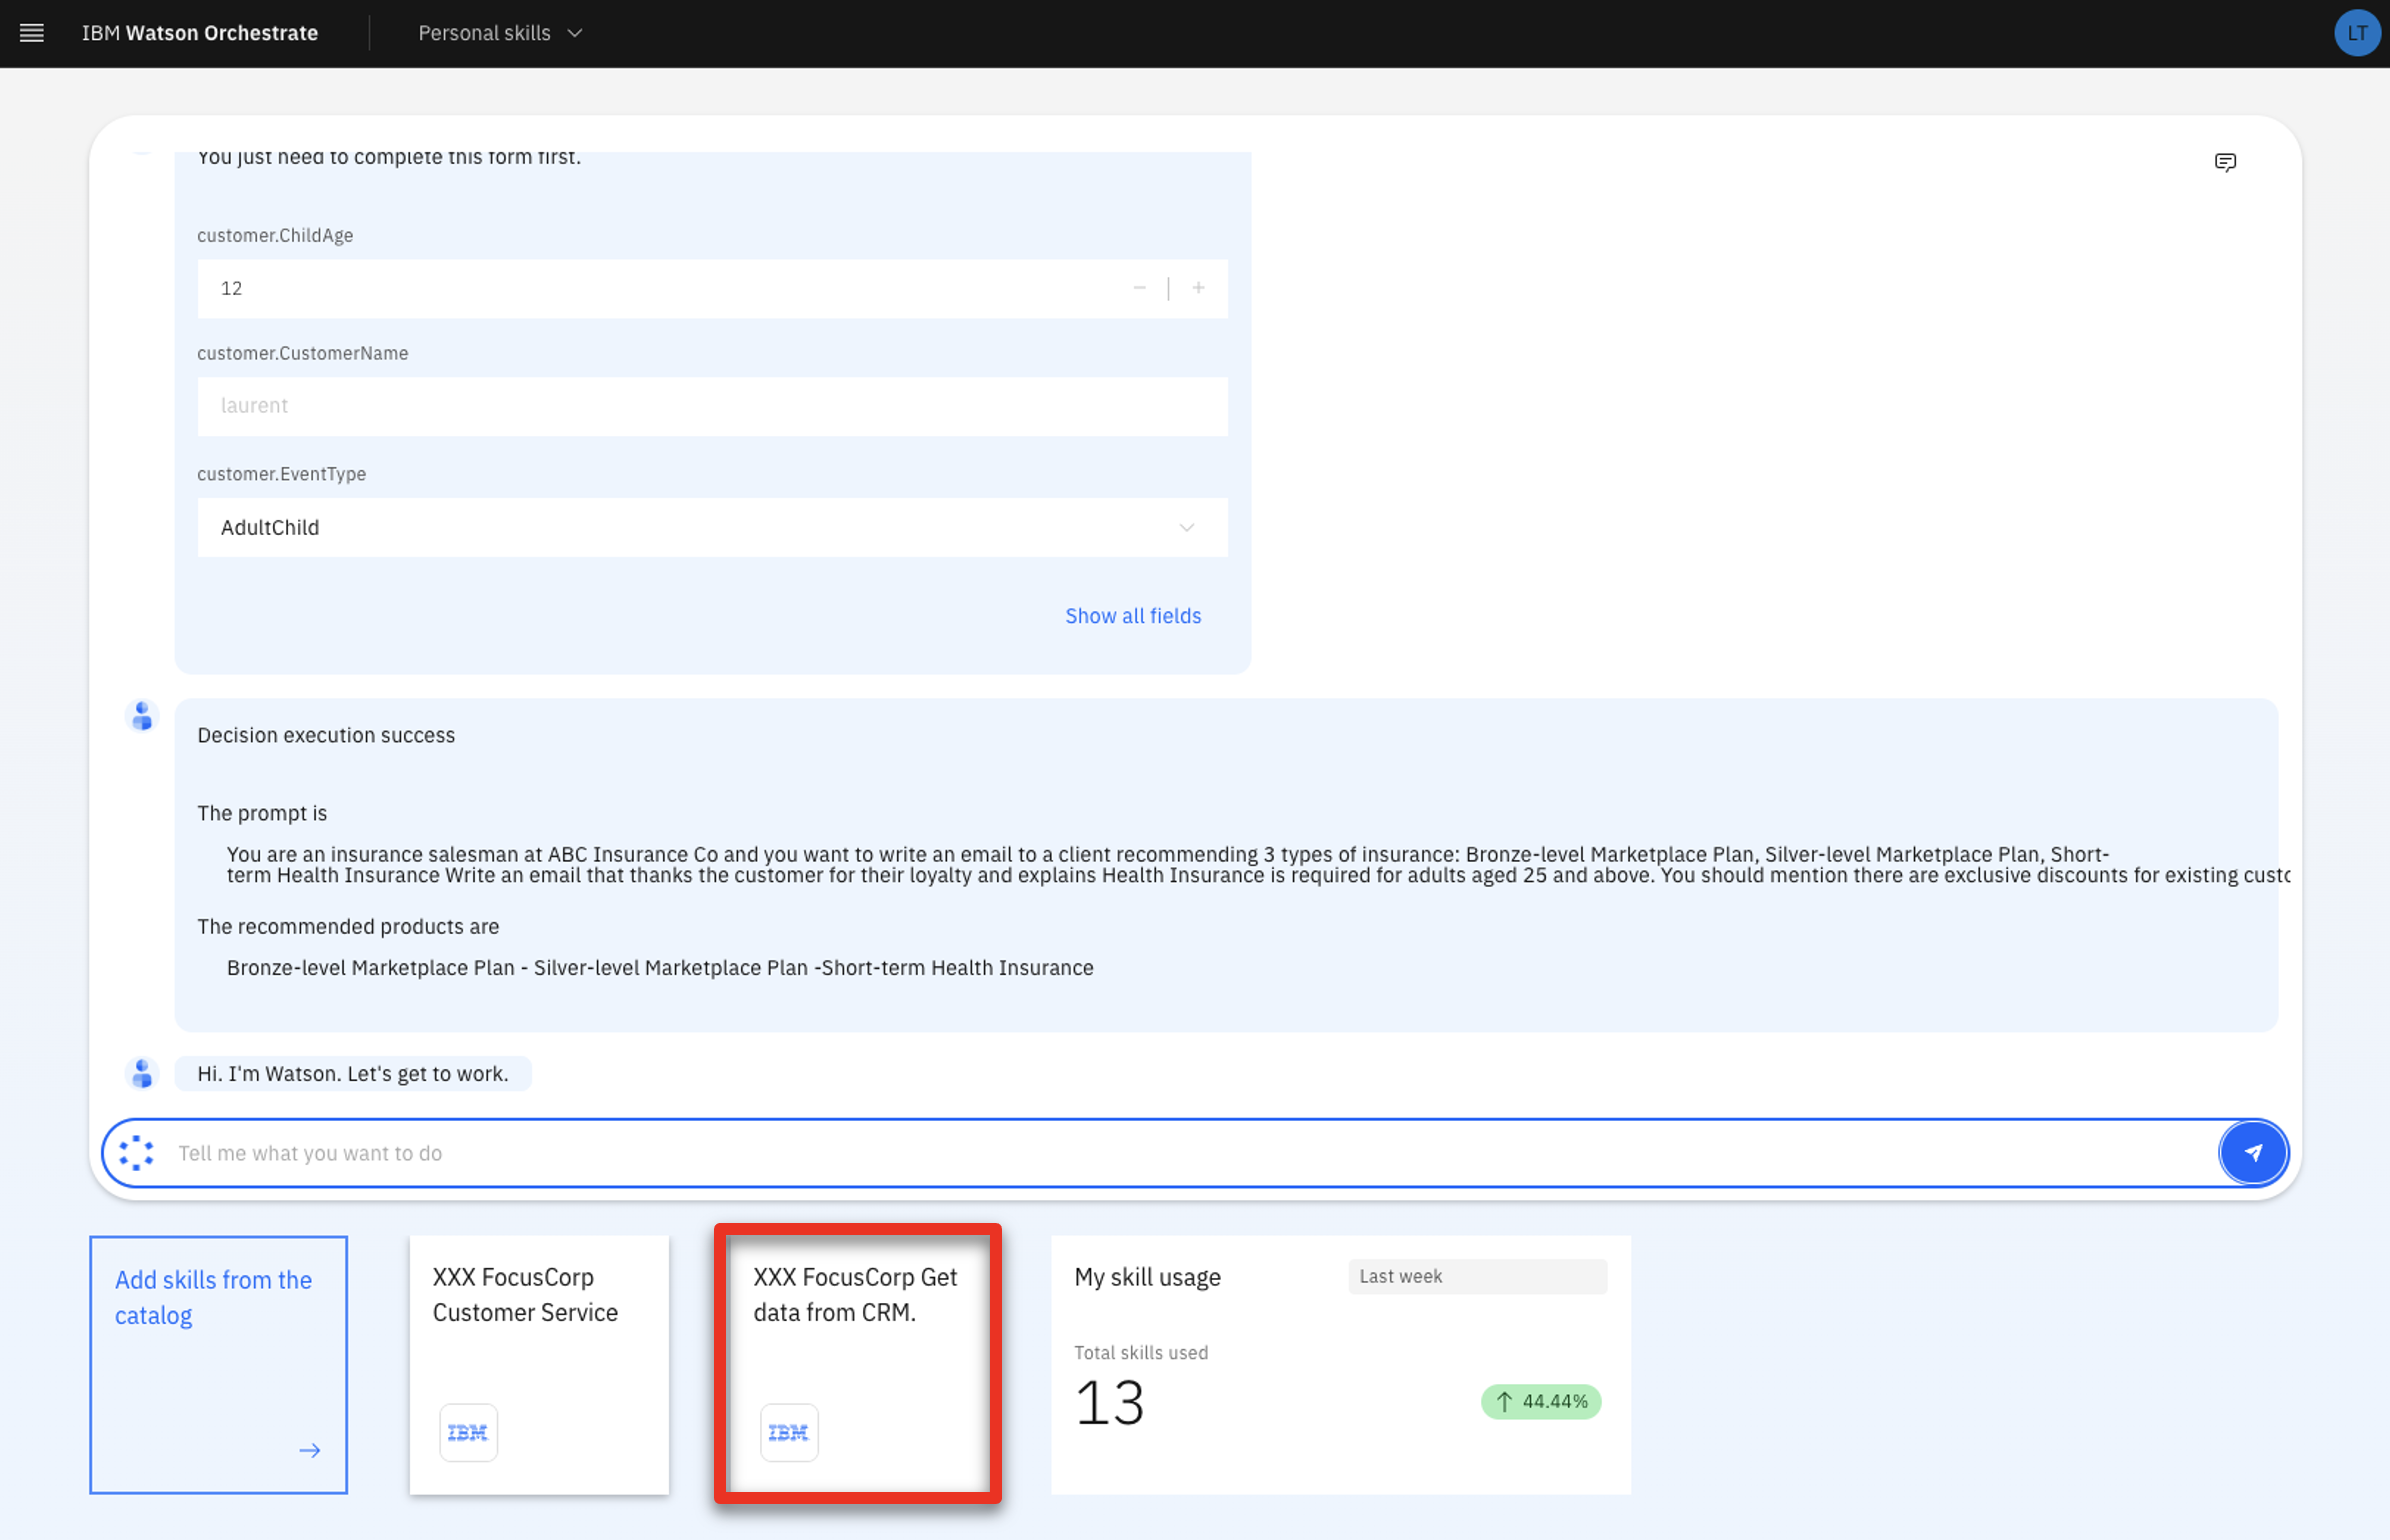 IBM Watson Orchestrate
Personal skills
LT
You just need to complete this form first.
customer.ChildAge
12
customer.CustomerName
laurent
customer.EventType
AdultChild
Show all fields
Decision execution success
The prompt is
You are an insurance salesman at ABC Insurance Co and you want to write an email to a client recommending 3 types of insurance: Bronze-level Marketplace Plan, Silver-level Marketplace Plan, Short-
term Health Insurance Write an email that thanks the customer for their loyalty and explains Health Insurance is required for adults aged 25 and above. You should mention there are exclusive discounts for existing custo
The recommended products are
Bronze-level Marketplace Plan - Silver-level Marketplace Plan -Short-term Health Insurance
Hi. I'm Watson. Let's get to work.
Tell me what you want to do
Add skills from the
catalog
XXX FocusCorp
Customer Service
IBM
XXX FocusCorp Get
data from CRM.
IBM
My skill usage
Last week
Total skills used
13
44.44%